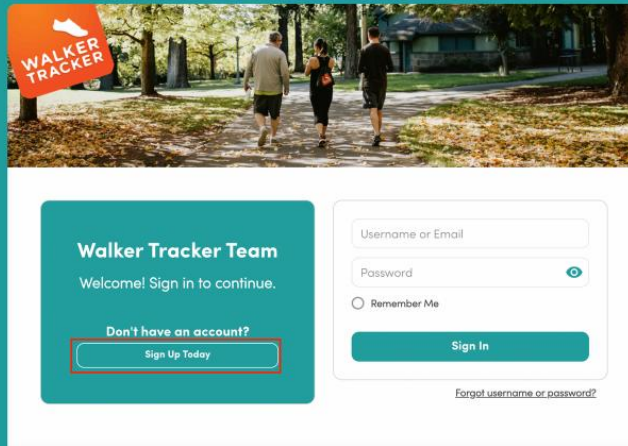 WALKER
TRACKER
Walker Tracker Team
Welcome! Sign in to continue.
Don't have an account?
Sign Up Today
Username or Email
Password
Remember Me
Sign In
Forgot username or password?